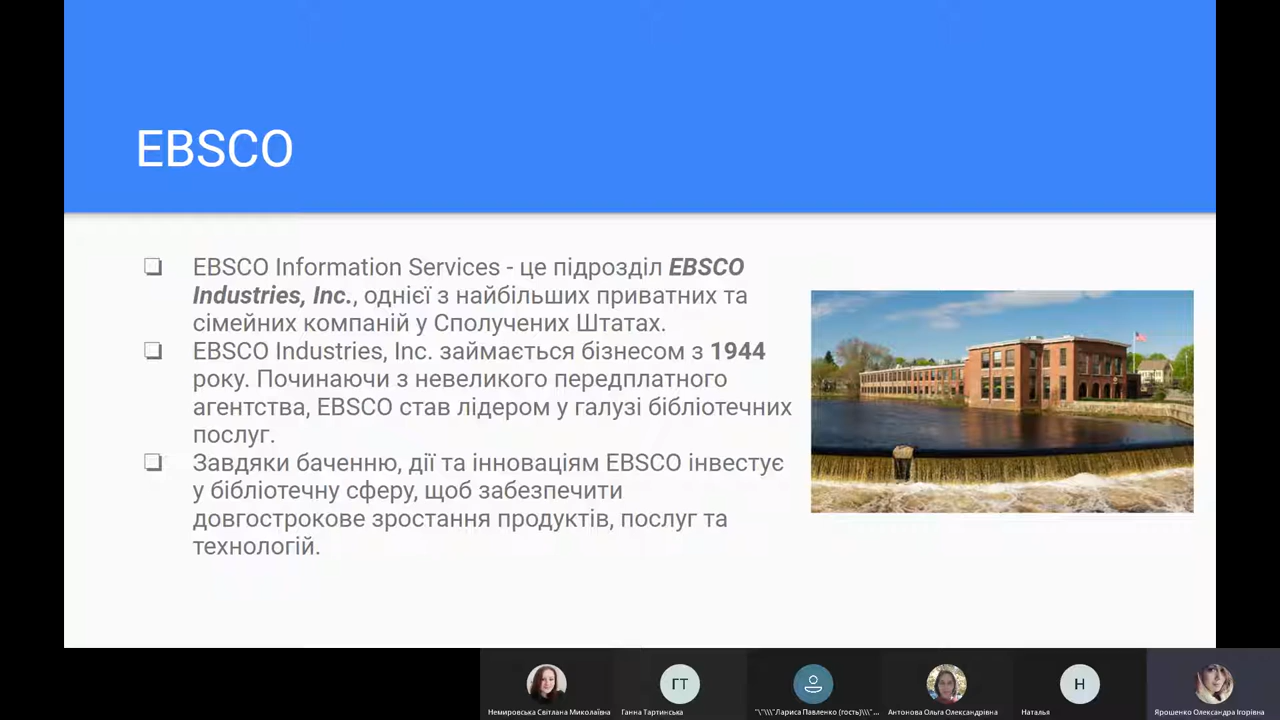 EBSCO
❏ EBSCO Information Services - це підрозділ EBSCO
Industries, Inc., однієї з найбільших приватних та
сімейних компаній у Сполучених Штатах.
❏ EBSCO Industries, Inc. займається бізнесом з 1944
року. Починаючи з невеликого передплатного
агентства, EBSCO став лідером у галузі бібліотечних
послуг.
❏ Завдяки баченню, дії та інноваціям EBSCO інвестує
у бібліотечну сферу, щоб забезпечити
довгострокове зростання продуктів, послуг та
технологій.
ГТ
Н
Немировська Світлана Миколаївна
Ганна Тартинська
"\"\\\"Лариса Павленко (гость)\\\"...
Антонова Ольга Олександрівна
Наталья
Ярошенко Олександра Ігорівна